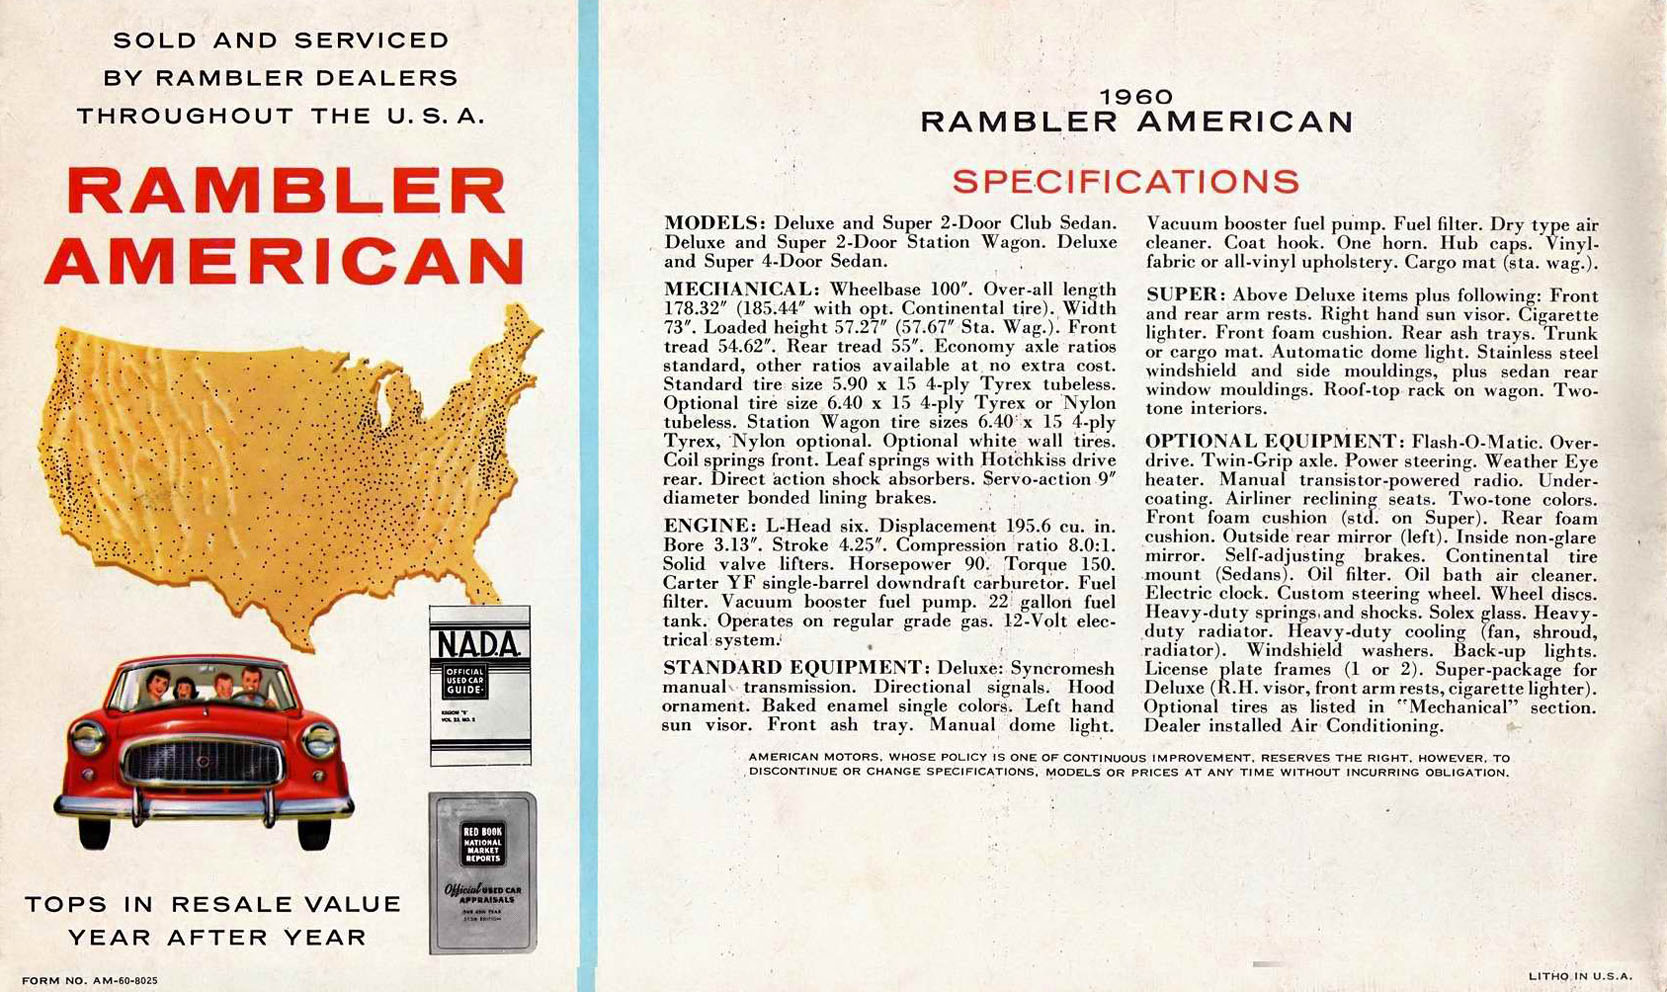 SOLD AND SERVICED
BY RAMBLER DEALERS
THROUGHOUT THE U.S.A.
RAMBLER
AMERICAN
N.A.D.A.
OFFICIAL
USED CAR
GUIDE
VOL. 23, NO. 2
RED BOOK
NATIONAL
MARKET
REPORTS
Official USED CAR
APPRAISALS
TOPS IN RESALE VALUE
YEAR AFTER YEAR
FORM NO. AM-60-8025
1960
RAMBLER AMERICAN
SPECIFICATIONS
MODELS: Deluxe and Super 2-Door Club Sedan.
Deluxe and Super 2-Door Station Wagon. Deluxe
and Super 4-Door Sedan.
MECHANICAL: Wheelbase 100″. Over-all length
178.32″ (185.44″ with opt. Continental tire). Width
73″. Loaded height 57.27″ (57.67″ Sta. Wag.). Front
tread 54.62″. Rear tread 55″. Economy axle ratios
standard, other ratios available at no extra cost.
Standard tire size 5.90 x 15 4-ply Tyrex tubeless.
Optional tire size 6.40 x 15 4-ply Tyrex or Nylon
tubeless. Station Wagon tire sizes 6.40 x 15 4-ply
Tyrex, Nylon optional. Optional white wall tires.
Coil springs front. Leaf springs with Hotchkiss drive
rear. Direct action shock absorbers. Servo-action 9″
diameter bonded lining brakes.
ENGINE: L-Head six. Displacement 195.6 cu. in.
Bore 3.13″. Stroke 4.25″. Compression ratio 8.0:1.
Solid valve lifters. Horsepower 90. Torque 150.
Carter YF single-barrel downdraft carburetor. Fuel
filter. Vacuum booster fuel pump. 22 gallon fuel
tank. Operates on regular grade gas. 12-Volt elec-
trical system.
STANDARD EQUIPMENT: Deluxe: Syncromesh
manual transmission. Directional signals. Hood
ornament. Baked enamel single colors. Left hand
sun visor. Front ash tray. Manual dome light.
Vacuum booster fuel pump. Fuel filter. Dry type air
cleaner. Coat hook. One horn. Hub caps. Vinyl-
fabric or all-vinyl upholstery. Cargo mat (sta. wag.).
SUPER: Above Deluxe items plus following: Front
and rear arm rests. Right hand sun visor. Cigarette
lighter. Front foam cushion. Rear ash trays. Trunk
or cargo mat. Automatic dome light. Stainless steel
windshield and side mouldings, plus sedan rear
window mouldings. Roof-top rack on wagon. Two-
tone interiors.
OPTIONAL EQUIPMENT: Flash-O-Matic. Over-
drive. Twin-Grip axle. Power steering. Weather Eye
heater. Manual transistor-powered radio. Under-
coating. Airliner reclining seats. Two-tone colors.
Front foam cushion (std. on Super). Rear foam
cushion. Outside rear mirror (left). Inside non-glare
mirror. Self-adjusting brakes. Continental tire
mount (Sedans). Oil filter. Oil bath air cleaner.
Electric clock. Custom steering wheel. Wheel discs.
Heavy-duty springs and shocks. Solex glass. Heavy-
duty radiator. Heavy-duty cooling (fan, shroud,
radiator). Windshield washers. Back-up lights.
License plate frames (1 or 2). Super-package for
Deluxe (R.H. visor, front arm rests, cigarette lighter).
Optional tires as listed in “Mechanical” section.
Dealer installed Air Conditioning.
AMERICAN MOTORS, WHOSE POLICY IS ONE OF CONTINUOUS IMPROVEMENT, RESERVES THE RIGHT, HOWEVER, TO
DISCONTINUE OR CHANGE SPECIFICATIONS, MODELS OR PRICES AT ANY TIME WITHOUT INCURRING OBLIGATION.
LITHO IN U.S.A.